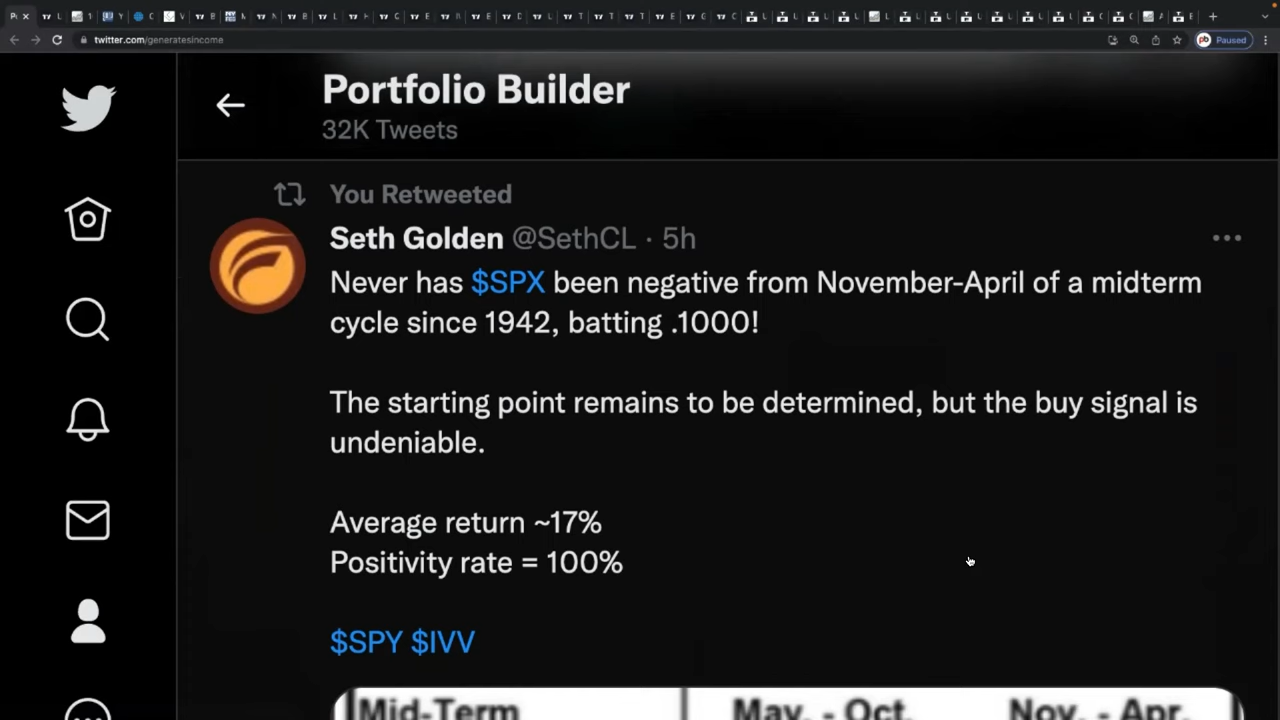 twitter.com/generatesincome
Paused
Portfolio Builder
32K Tweets
You Retweeted
Seth Golden @SethCL · 5h
Never has $SPX been negative from November-April of a midterm
cycle since 1942, batting .1000!
The starting point remains to be determined, but the buy signal is
undeniable.
Average return ~17%
Positivity rate = 100%
$SPY $IVV
Mid-Term May. - Oct. Nov. - Apr.